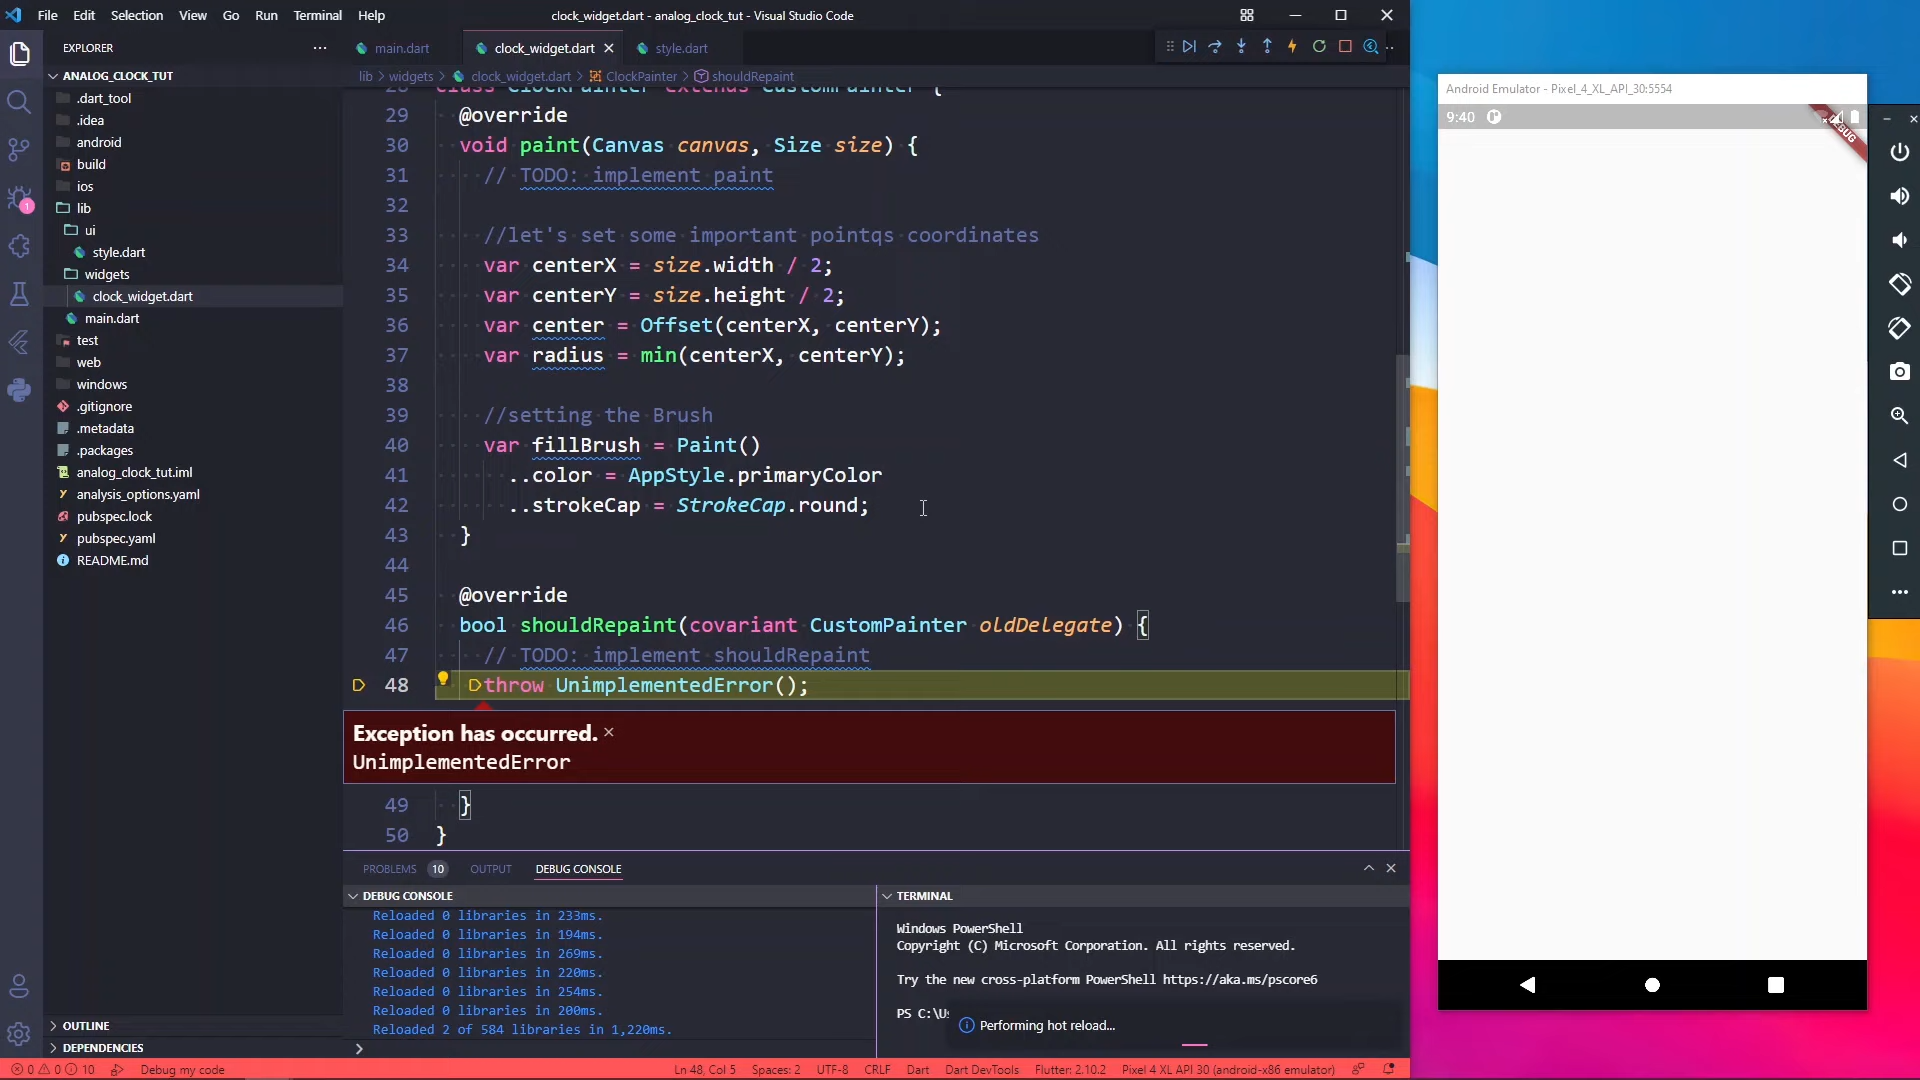 File Edit Selection View Go Run Terminal Help
clock_widget.dart - analog_clock_tut - Visual Studio Code
EXPLORER
main.dart
clock_widget.dart
style.dart
ANALOG_CLOCK_TUT
lib > widgets > clock_widget.dart > ClockPainter > shouldRepaint
.dart_tool
.idea
android
build
ios
lib
ui
style.dart
widgets
clock_widget.dart
main.dart
test
web
windows
.gitignore
.metadata
.packages
analog_clock_tut.iml
analysis_options.yaml
pubspec.lock
pubspec.yaml
README.md
OUTLINE
DEPENDENCIES
1
28 class ClockPainter extends CustomPainter {
29 @override
30 void paint(Canvas canvas, Size size) {
31 // TODO: implement paint
32
33 //let's set some important pointqs coordinates
34 var centerX = size.width / 2;
35 var centerY = size.height / 2;
36 var center = Offset(centerX, centerY);
37 var radius = min(centerX, centerY);
38
39 //setting the Brush
40 var fillBrush = Paint()
41 ..color = AppStyle.primaryColor
42 ..strokeCap = StrokeCap.round;
43 }
44
45 @override
46 bool shouldRepaint(covariant CustomPainter oldDelegate) {
47 // TODO: implement shouldRepaint
48 throw UnimplementedError();
Exception has occurred. ×
UnimplementedError
49 }
50 }
PROBLEMS 10 OUTPUT DEBUG CONSOLE
DEBUG CONSOLE
Reloaded 0 libraries in 233ms.
Reloaded 0 libraries in 194ms.
Reloaded 0 libraries in 269ms.
Reloaded 0 libraries in 220ms.
Reloaded 0 libraries in 254ms.
Reloaded 0 libraries in 200ms.
Reloaded 2 of 584 libraries in 1,220ms.
TERMINAL
Windows PowerShell
Copyright (C) Microsoft Corporation. All rights reserved.
Try the new cross-platform PowerShell https://aka.ms/pscore6
PS C:\Us
Performing hot reload...
0 0 10 Debug my code
Ln 48, Col 5 Spaces: 2 UTF-8 CRLF Dart Dart DevTools Flutter: 2.10.2 Pixel 4 XL API 30 (android-x86 emulator)
Android Emulator - Pixel_4_XL_API_30:5554
9:40
DEBUG